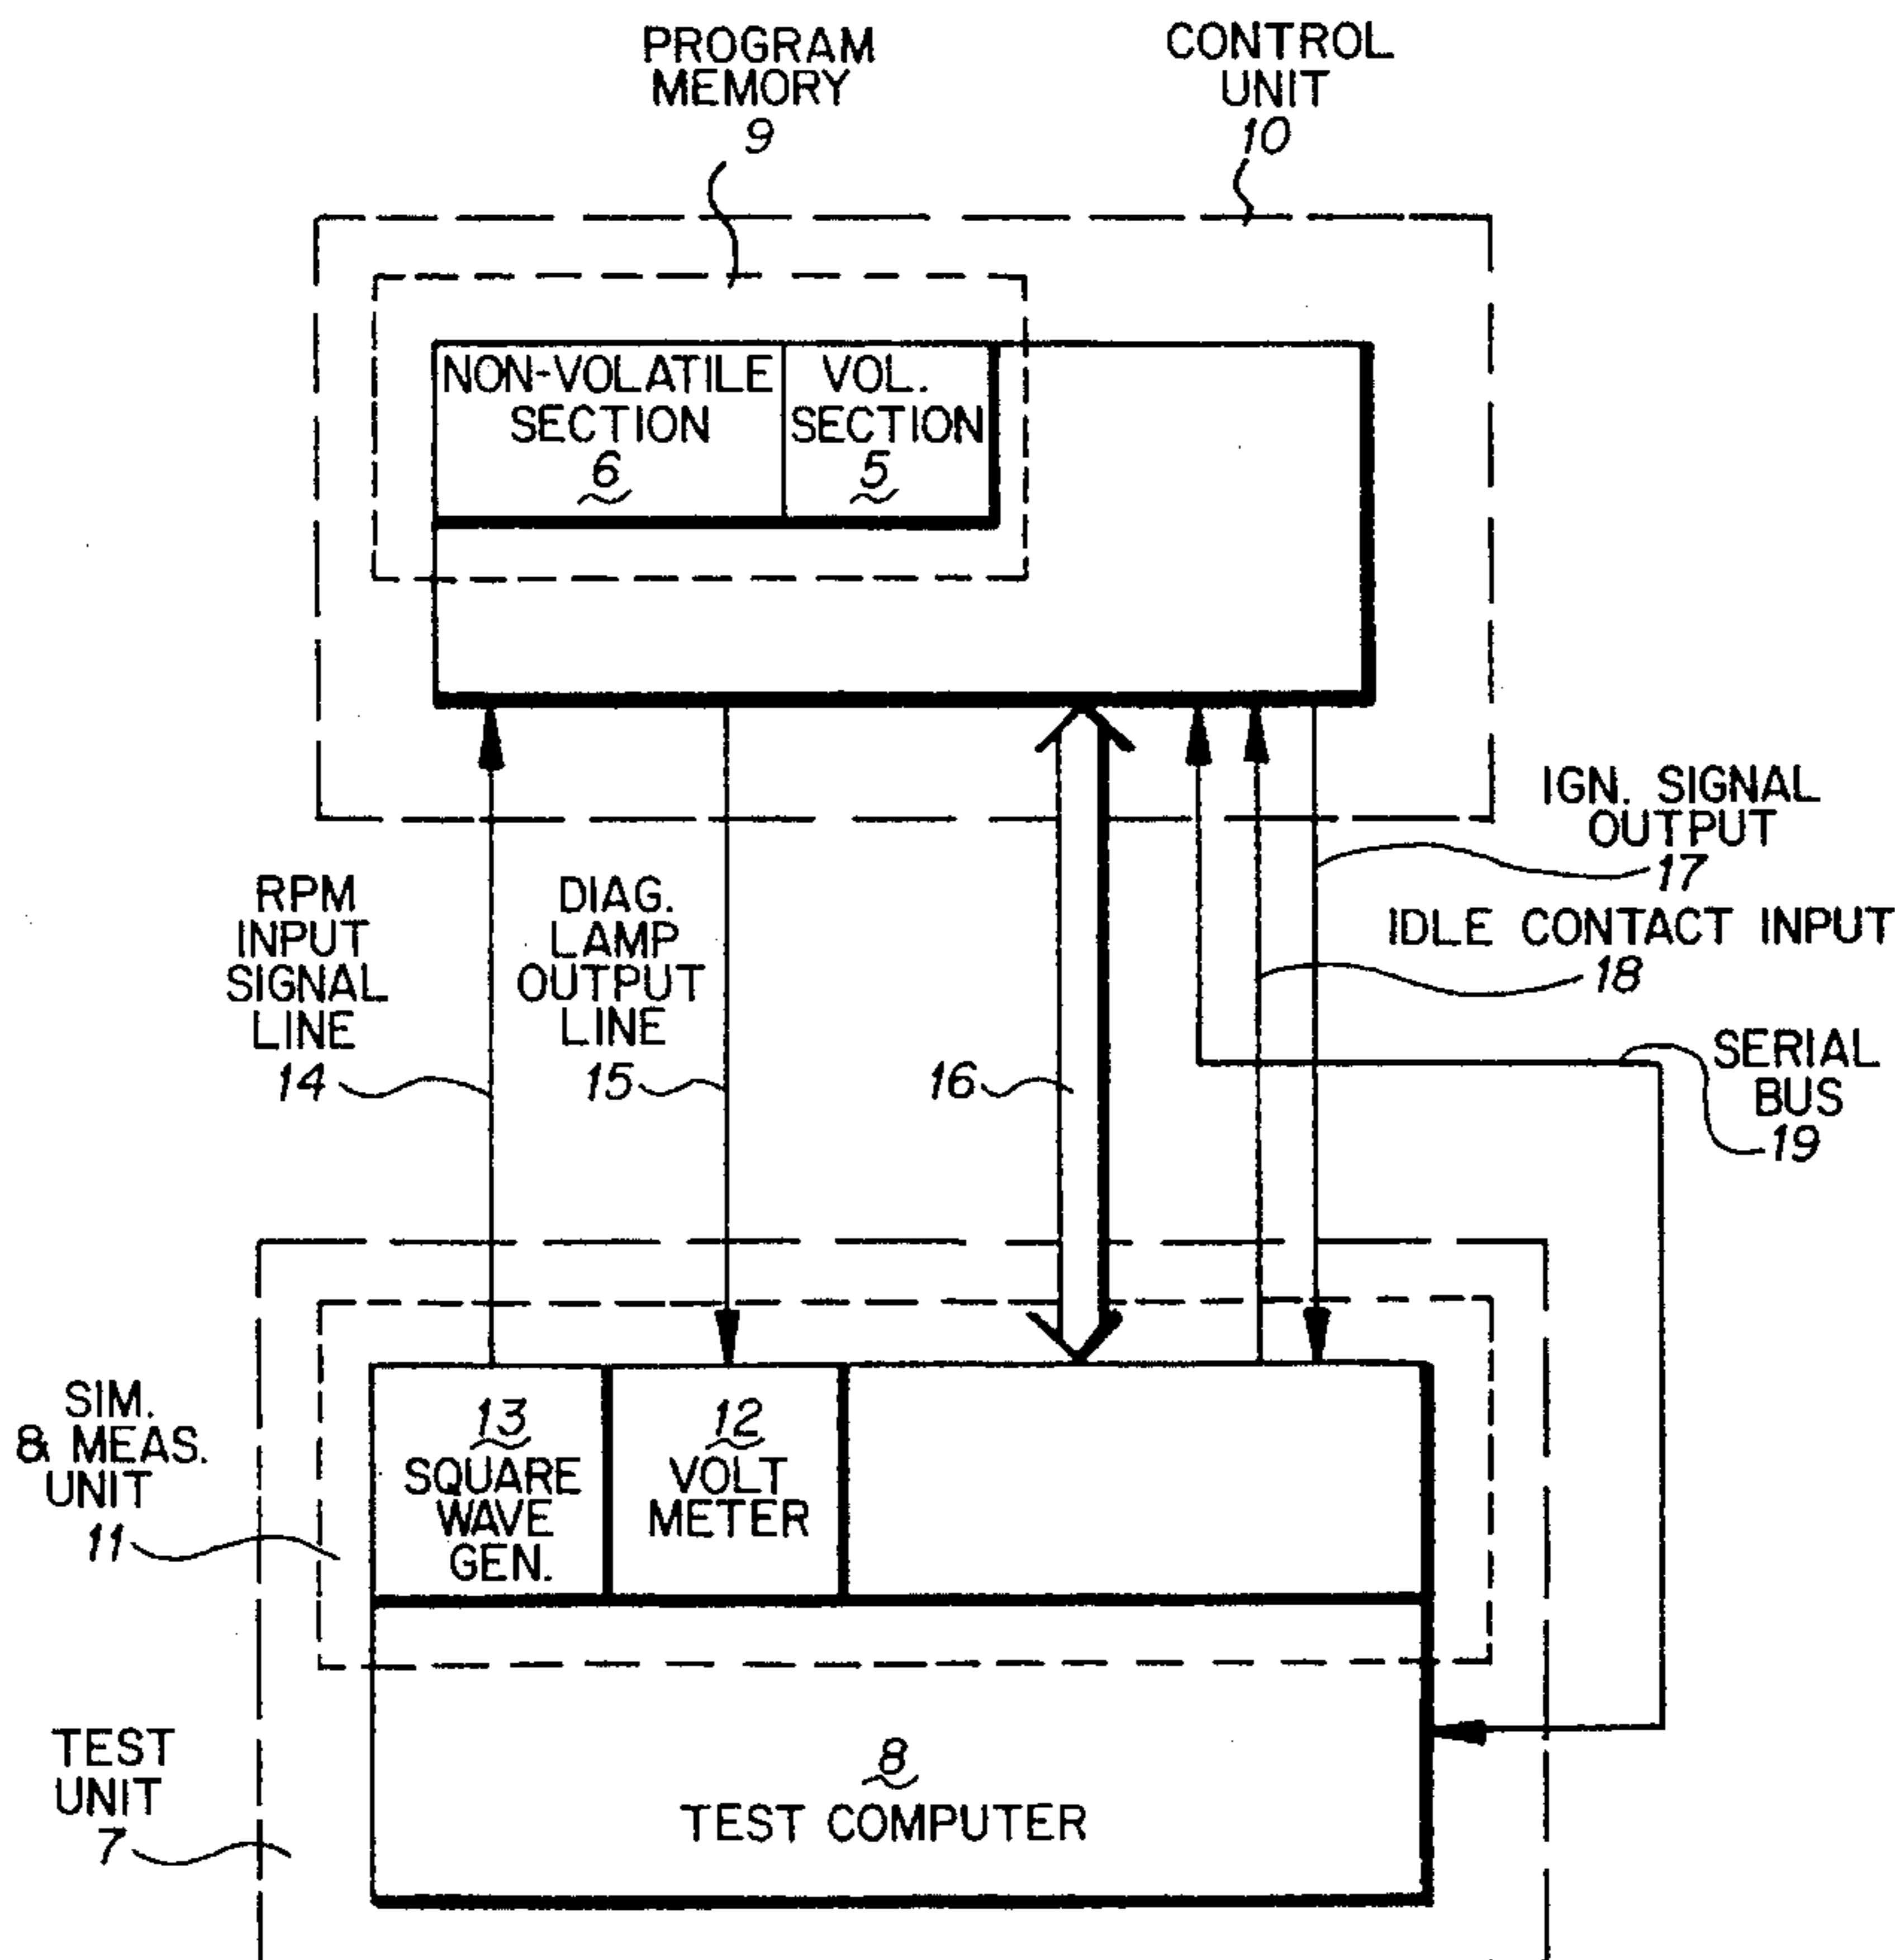 PROGRAM
MEMORY
9
CONTROL
UNIT
10
NON-VOLATILE
SECTION
6
VOL.
SECTION
5
IGN. SIGNAL
OUTPUT
17
RPM
INPUT
SIGNAL
LINE
14
DIAG.
LAMP
OUTPUT
LINE
15
16
IDLE CONTACT INPUT
18
SERIAL
BUS
19
SIM.
& MEAS.
UNIT
11
13
SQUARE
WAVE
GEN.
12
VOLT
METER
TEST
UNIT
7
8
TEST COMPUTER